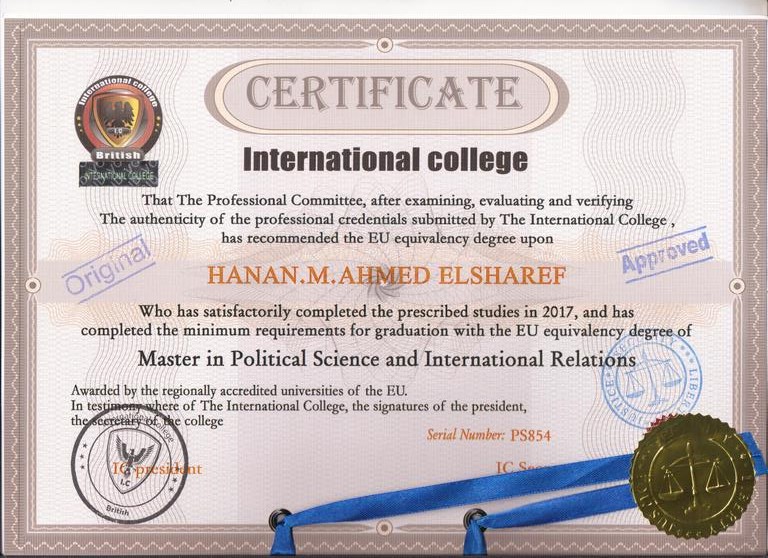 CERTIFICATE
International college
British
INTERNATIONAL COLLEGE
International college
That The Professional Committee, after examining, evaluating and verifying
The authenticity of the professional credentials submitted by The International College ,
has recommended the EU equivalency degree upon
Original
Approved
HANAN.M.AHMED ELSHAREF
Who has satisfactorily completed the prescribed studies in 2017, and has
completed the minimum requirements for graduation with the EU equivalency degree of
Master in Political Science and International Relations
SECURITY LIBERTY JUSTICE
Awarded by the regionally accredited universities of the EU.
In testimony where of The International College, the signatures of the president,
the secretary of the college
Serial Number: PS854
International college
I.C
British
IC president
IC